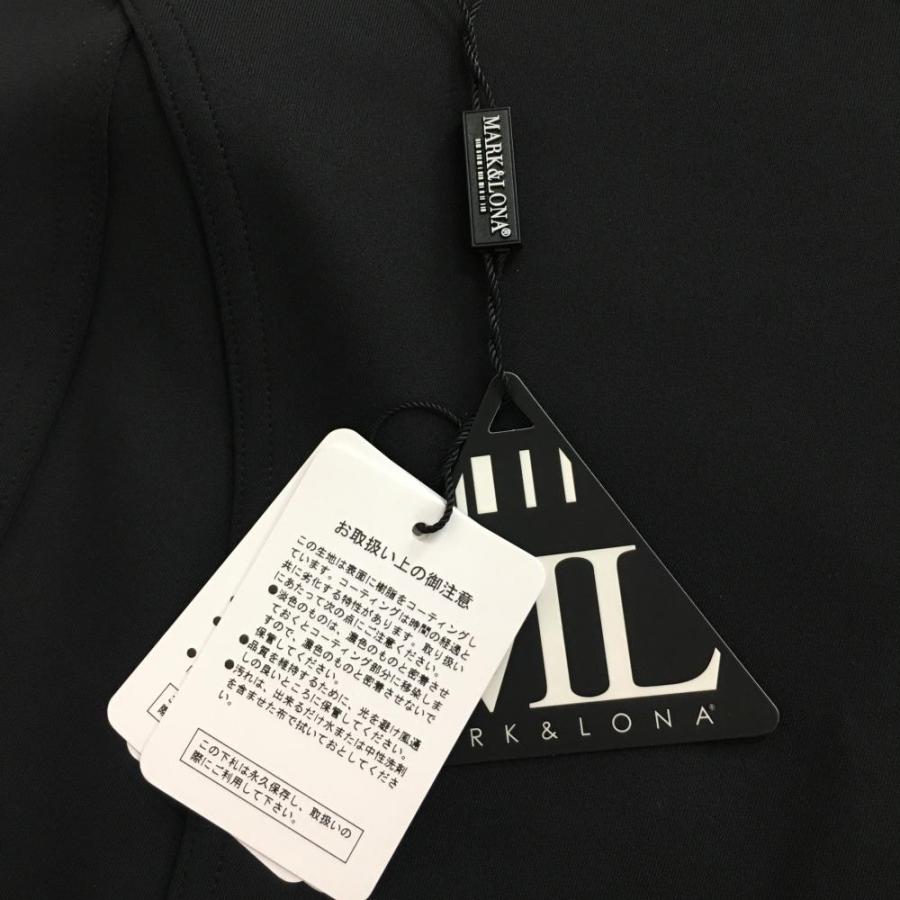 MARK&LONA®
お取扱い上の御注意
この生地は表面に樹脂をコーティングし
ています。コーティングは時間の経過と
共に劣化する特性があります。取り扱い
にあたって次の点にご注意ください。
●淡色のものは、濃色のものと密着させ
ておくとコーティング部分に移染しま
すので、濃色のものと密着させないで
保管してください。
●品質を維持するために、光を避け風通
しの良いところに保管してください。
●汚れは、出来るだけ水または中性洗剤
を含ませた布で拭いておとしてくださ
い。
この下札は永久保存し、取扱いの
際にご利用して下さい。
ML
RK&LONA®